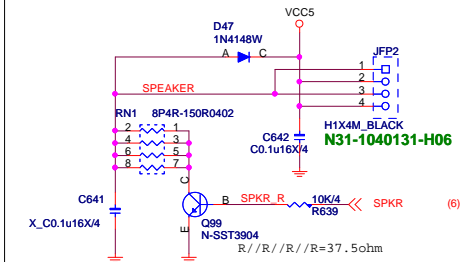 VCC5
D47
1N4148W
A C
JFP2
1
2
3
4
SPEAKER
RN1 8P4R-150R0402
2 1
4 3
6 5
8 7
H1X4M_BLACK
N31-1040131-H06
C642
C0.1u16X/4
C
C641
X_C0.1u16X/4
B
SPKR_R
10K/4
R639
SPKR
(6)
E
Q99
N-SST3904
R//R//R//R=37.5ohm